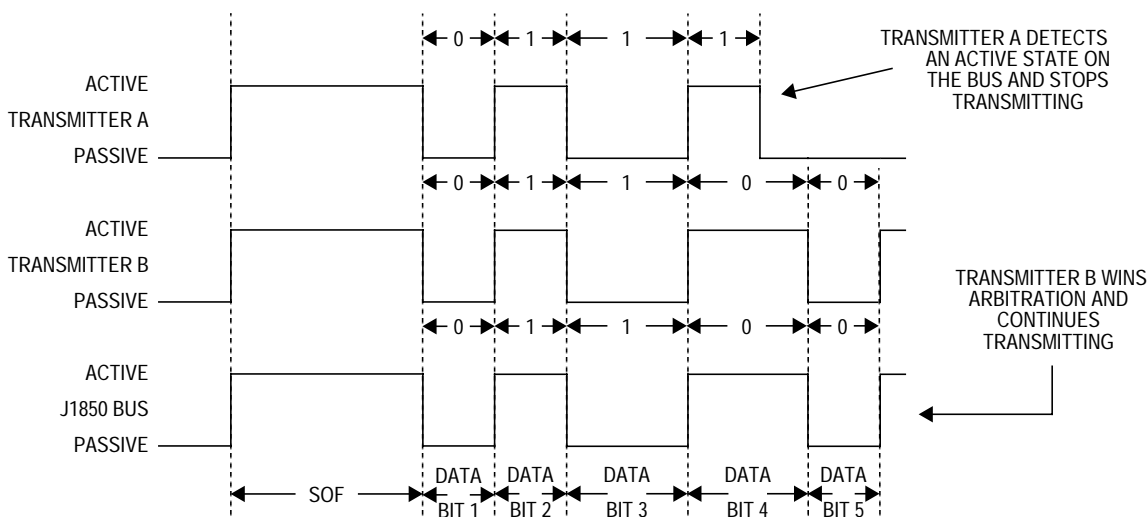 0 1 1 1
TRANSMITTER A DETECTS
AN ACTIVE STATE ON
THE BUS AND STOPS
TRANSMITTING
ACTIVE
TRANSMITTER A
PASSIVE
0 1 1 0 0
ACTIVE
TRANSMITTER B
PASSIVE
TRANSMITTER B WINS
ARBITRATION AND
CONTINUES
TRANSMITTING
0 1 1 0 0
ACTIVE
J1850 BUS
PASSIVE
SOF
DATA
BIT 1
DATA
BIT 2
DATA
BIT 3
DATA
BIT 4
DATA
BIT 5